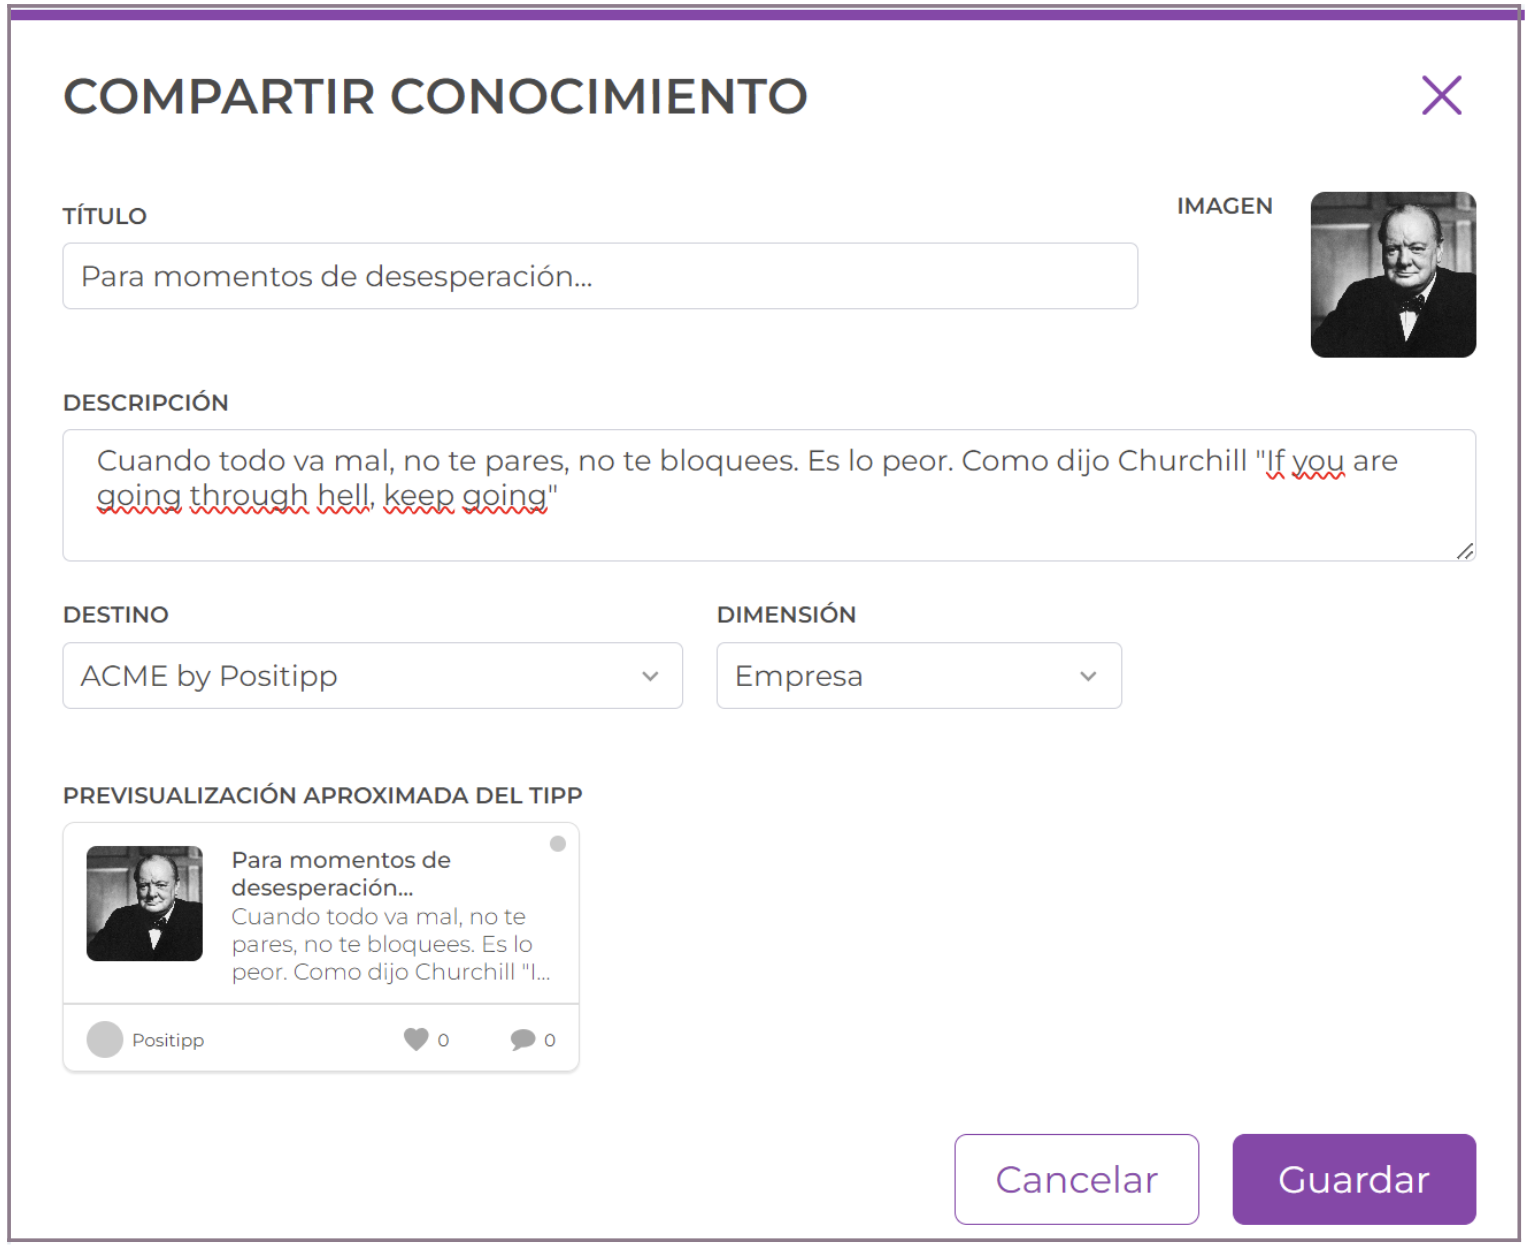 COMPARTIR CONOCIMIENTO
TÍTULO
IMAGEN
Para momentos de desesperación...
DESCRIPCIÓN
Cuando todo va mal, no te pares, no te bloquees. Es lo peor. Como dijo Churchill "If you are
going through hell, keep going"
DESTINO
DIMENSIÓN
ACME by Positipp
Empresa
PREVISUALIZACIÓN APROXIMADA DEL TIPP
Para momentos de
desesperación...
Cuando todo va mal, no te
pares, no te bloquees. Es lo
peor. Como dijo Churchill "I...
Positipp
0
0
Cancelar
Guardar